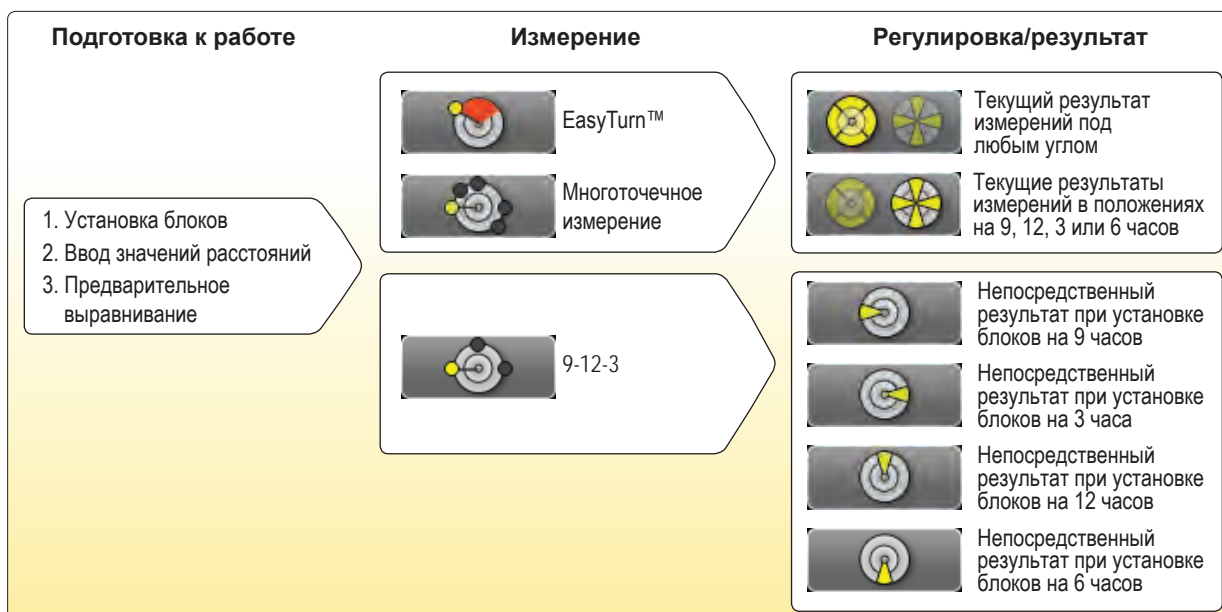 Подготовка к работе
Измерение
Регулировка/результат
1. Установка блоков
2. Ввод значений расстояний
3. Предварительное
выравнивание
EasyTurn™
Многоточечное
измерение
9-12-3
Текущий результат
измерений под
любым углом
Текущие результаты
измерений в положениях
на 9, 12, 3 или 6 часов
Непосредственный
результат при установке
блоков на 9 часов
Непосредственный
результат при установке
блоков на 3 часа
Непосредственный
результат при установке
блоков на 12 часов
Непосредственный
результат при установке
блоков на 6 часов